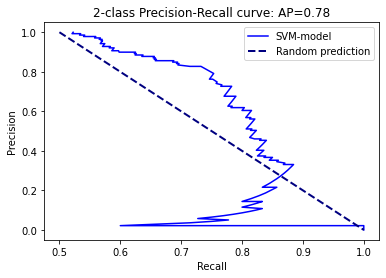 2-class Precision-Recall curve: AP=0.78
SVM-model
Random prediction
Precision
1.0
0.8
0.6
0.4
0.2
0.0
0.5
0.6
0.7
0.8
0.9
1.0
Recall